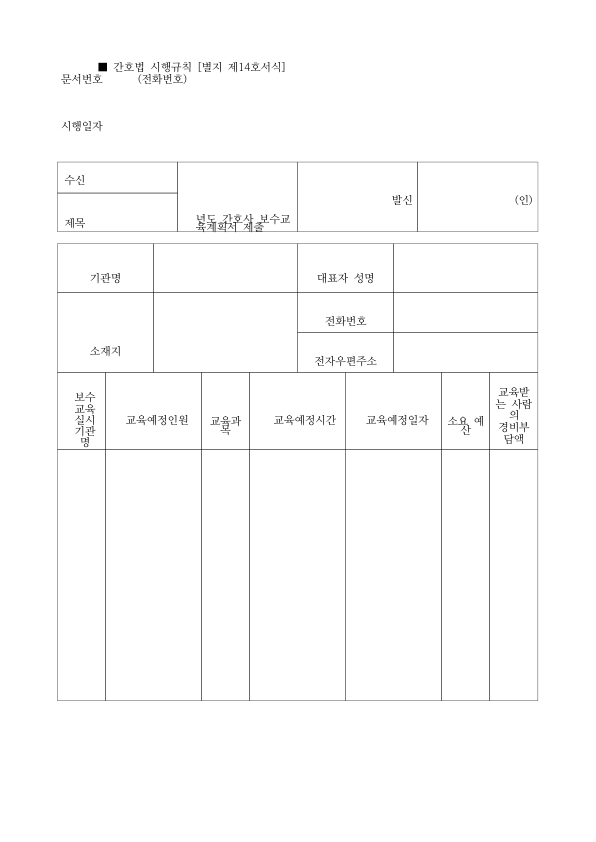 ■ 간호법 시행규칙 [별지 제14호서식]
문서번호 (전화번호)
시행일자
수신
발신 (인)
제목
년도 간호사 보수교
육계획서 제출
기관명 대표자 성명
전화번호
소재지
전자우편주소
보수
교육
실시
기관
명
교육예정인원
교육과
목
교육예정시간
교육예정일자
소요 예
산
교육받
는 사람
의
경비부
담액